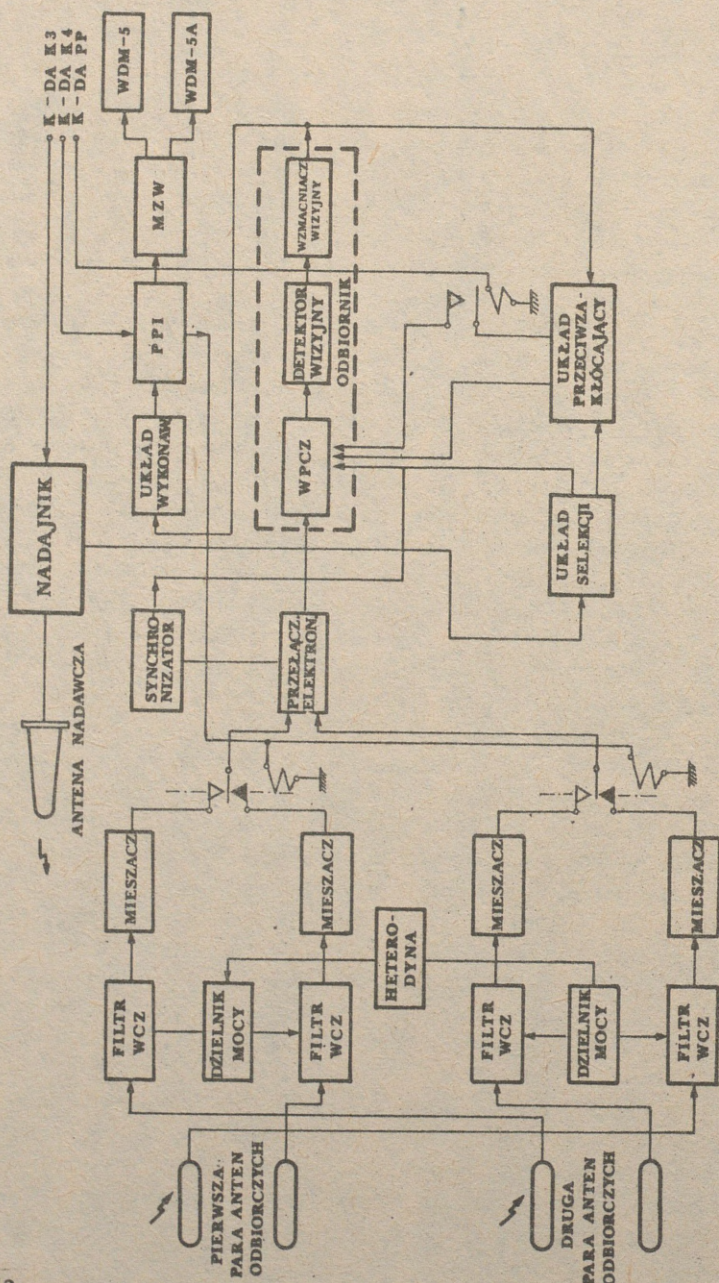 K - DA K3
K - DA K4
K - DA PP
WDM-5
WDM-5A
MZW
PPI
UKŁAD
WYKONAW
NADAJNIK
ANTENA NADAWCZA
SYNCHRO-
NIZATOR
PRZEŁĄCZ.
ELEKTRON.
WPCZ
DETEKTOR
WIZYJNY
WZMACNIACZ
WIZYJNY
ODBIORNIK
UKŁAD
SELEKCJI
UKŁAD
PRZECIWZA-
KŁÓCAJĄCY
MIESZACZ
MIESZACZ
MIESZACZ
MIESZACZ
FILTR
WCZ
DZIELNIK
MOCY
FILTR
WCZ
HETERO-
DYNA
FILTR
WCZ
DZIELNIK
MOCY
FILTR
WCZ
PIERWSZA
PARA ANTEN
ODBIORCZYCH
DRUGA
PARA ANTEN
ODBIORCZYCH